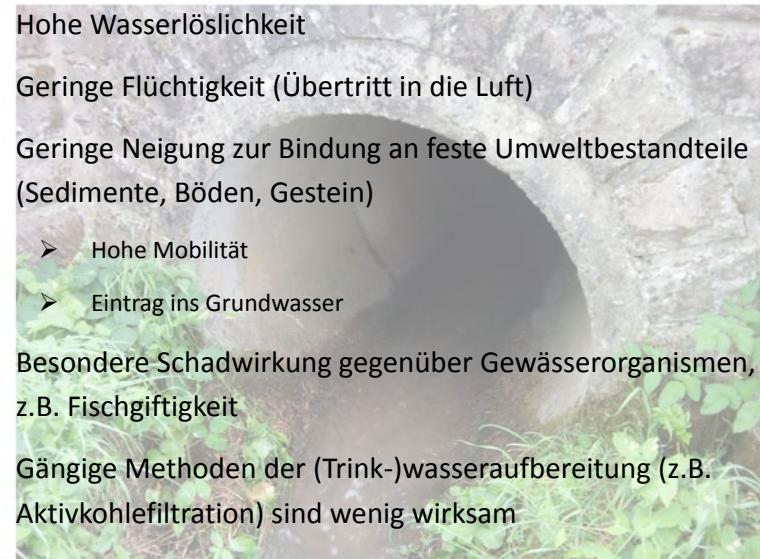 Hohe Wasserlöslichkeit
Geringe Flüchtigkeit (Übertritt in die Luft)
Geringe Neigung zur Bindung an feste Umweltbestandteile
(Sedimente, Böden, Gestein)
➢ Hohe Mobilität
➢ Eintrag ins Grundwasser
Besondere Schadwirkung gegenüber Gewässerorganismen,
z.B. Fischgiftigkeit
Gängige Methoden der (Trink-)wasseraufbereitung (z.B.
Aktivkohlefiltration) sind wenig wirksam